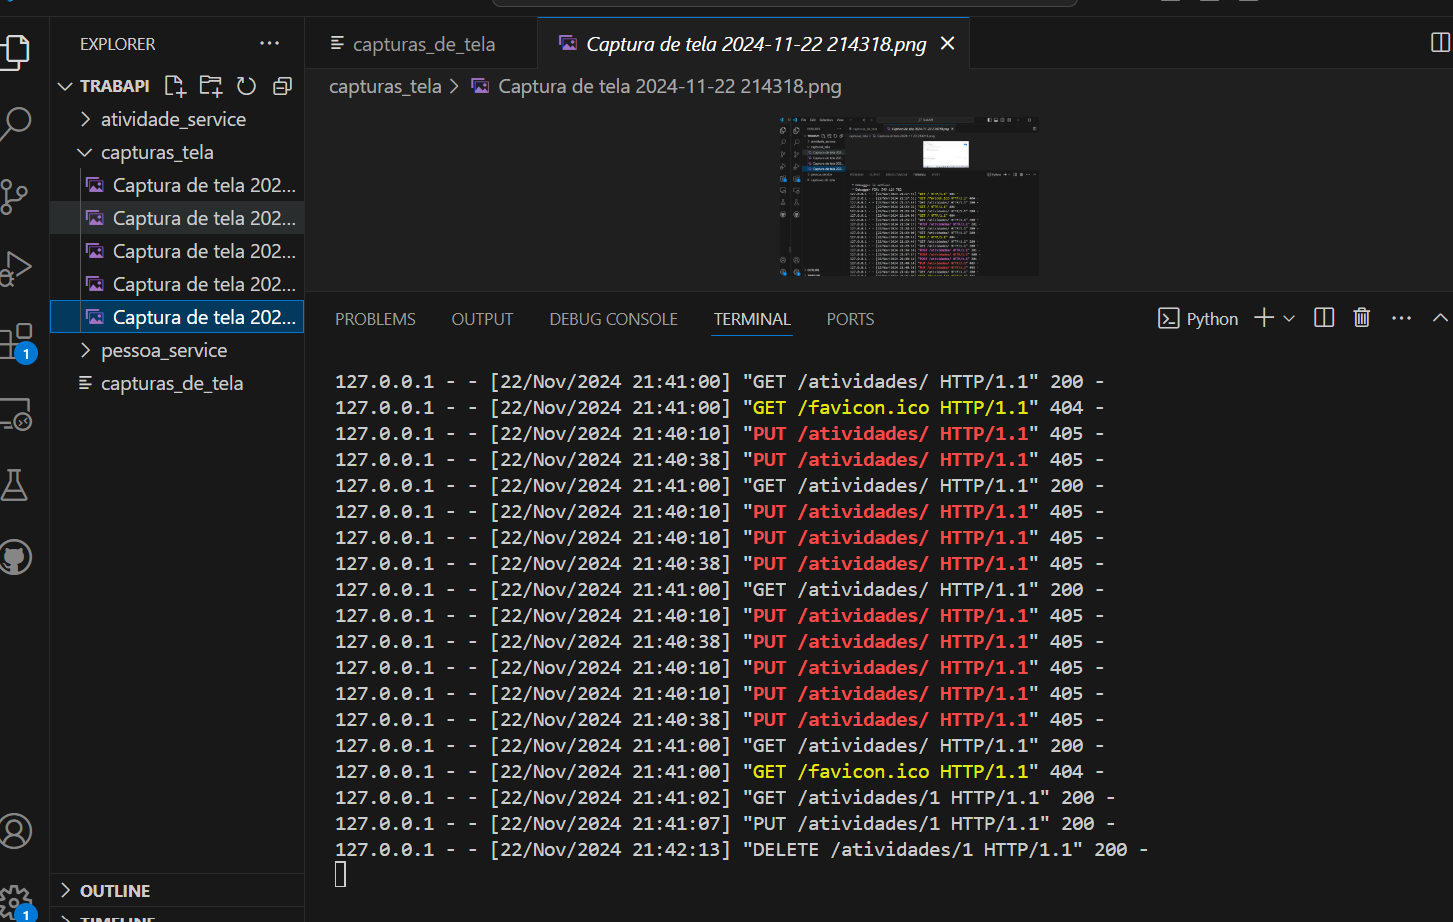 EXPLORER
TRABAPI
atividade_service
capturas_tela
Captura de tela 202...
Captura de tela 202...
Captura de tela 202...
Captura de tela 202...
Captura de tela 202...
pessoa_service
capturas_de_tela
OUTLINE
TIMELINE
1
1
capturas_de_tela
Captura de tela 2024-11-22 214318.png
capturas_tela > Captura de tela 2024-11-22 214318.png
PROBLEMS OUTPUT DEBUG CONSOLE TERMINAL PORTS
Python
127.0.0.1 - - [22/Nov/2024 21:41:00] "GET /atividades/ HTTP/1.1" 200 -
127.0.0.1 - - [22/Nov/2024 21:41:00] "GET /favicon.ico HTTP/1.1" 404 -
127.0.0.1 - - [22/Nov/2024 21:40:10] "PUT /atividades/ HTTP/1.1" 405 -
127.0.0.1 - - [22/Nov/2024 21:40:38] "PUT /atividades/ HTTP/1.1" 405 -
127.0.0.1 - - [22/Nov/2024 21:41:00] "GET /atividades/ HTTP/1.1" 200 -
127.0.0.1 - - [22/Nov/2024 21:40:10] "PUT /atividades/ HTTP/1.1" 405 -
127.0.0.1 - - [22/Nov/2024 21:40:10] "PUT /atividades/ HTTP/1.1" 405 -
127.0.0.1 - - [22/Nov/2024 21:40:38] "PUT /atividades/ HTTP/1.1" 405 -
127.0.0.1 - - [22/Nov/2024 21:41:00] "GET /atividades/ HTTP/1.1" 200 -
127.0.0.1 - - [22/Nov/2024 21:40:10] "PUT /atividades/ HTTP/1.1" 405 -
127.0.0.1 - - [22/Nov/2024 21:40:38] "PUT /atividades/ HTTP/1.1" 405 -
127.0.0.1 - - [22/Nov/2024 21:40:10] "PUT /atividades/ HTTP/1.1" 405 -
127.0.0.1 - - [22/Nov/2024 21:40:10] "PUT /atividades/ HTTP/1.1" 405 -
127.0.0.1 - - [22/Nov/2024 21:40:38] "PUT /atividades/ HTTP/1.1" 405 -
127.0.0.1 - - [22/Nov/2024 21:41:00] "GET /atividades/ HTTP/1.1" 200 -
127.0.0.1 - - [22/Nov/2024 21:41:00] "GET /favicon.ico HTTP/1.1" 404 -
127.0.0.1 - - [22/Nov/2024 21:41:02] "GET /atividades/1 HTTP/1.1" 200 -
127.0.0.1 - - [22/Nov/2024 21:41:07] "PUT /atividades/1 HTTP/1.1" 200 -
127.0.0.1 - - [22/Nov/2024 21:42:13] "DELETE /atividades/1 HTTP/1.1" 200 -